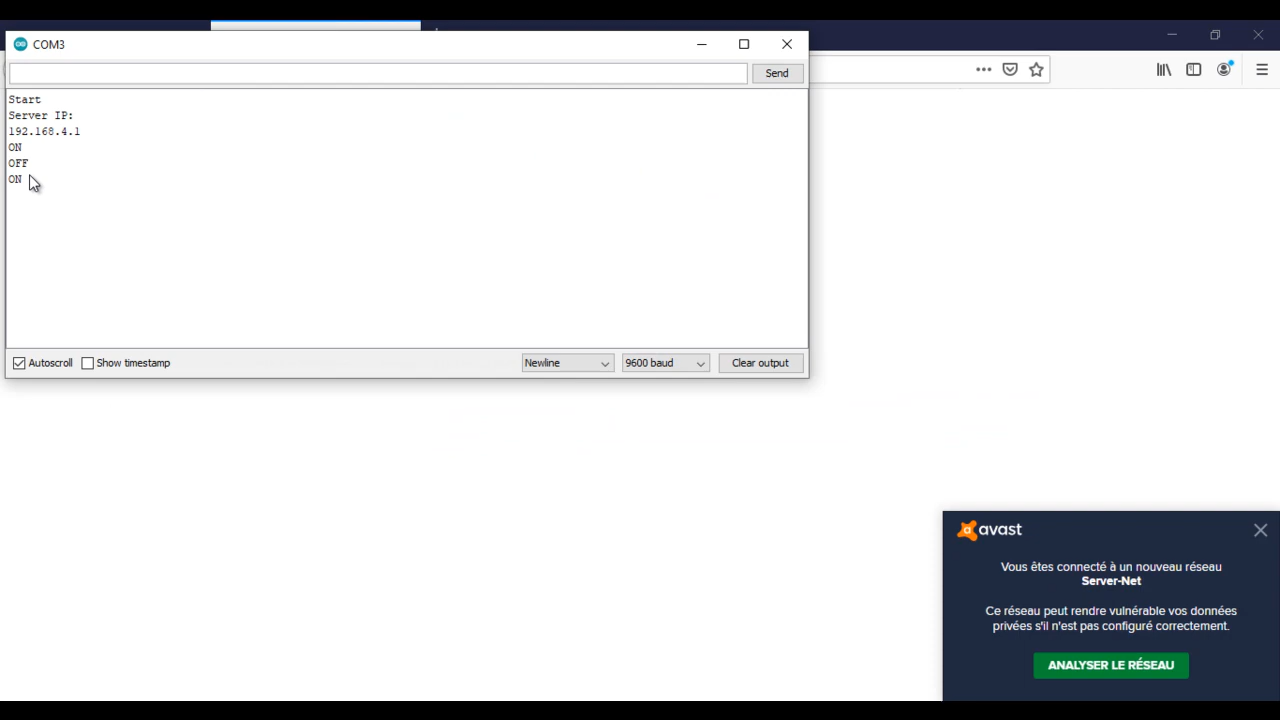 COM3
Send
Start
Server IP:
192.168.4.1
ON
OFF
ON
Autoscroll
Show timestamp
Newline
9600 baud
Clear output
avast
Vous êtes connecté à un nouveau réseau
Server-Net
Ce réseau peut rendre vulnérable vos données
privées s'il n'est pas configuré correctement.
ANALYSER LE RÉSEAU